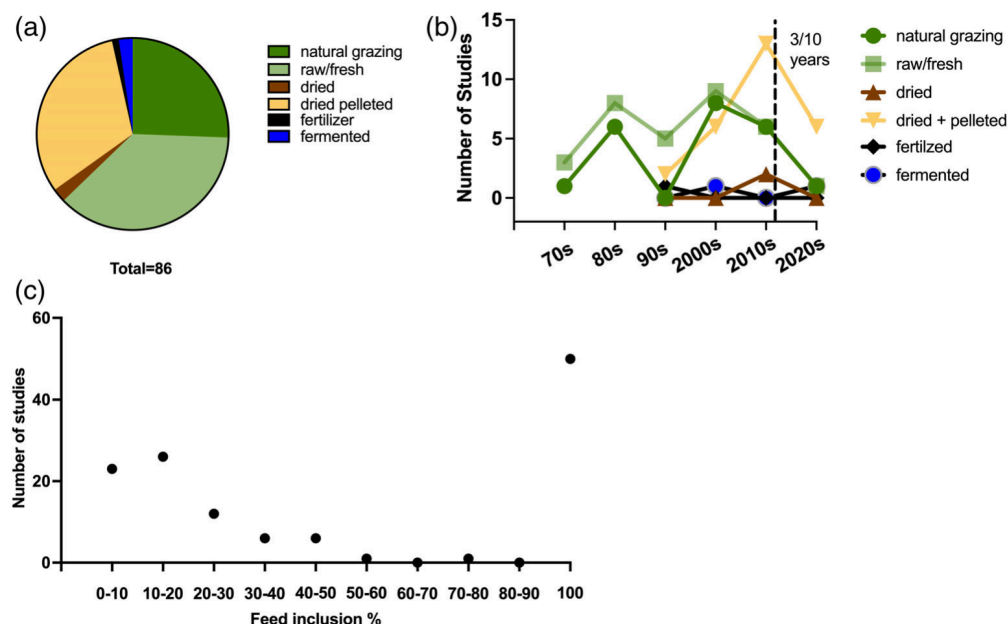 (a)
natural grazing
raw/fresh
dried
dried pelleted
fertilizer
fermented
Total=86
(b)
Number of Studies
15
10
5
0
70s
80s
90s
2000s
2010s
2020s
3/10
years
natural grazing
raw/fresh
dried
dried + pelleted
fertilzed
fermented
(c)
Number of studies
60
40
20
0
0-10
10-20
20-30
30-40
40-50
50-60
60-70
70-80
80-90
100
Feed inclusion %